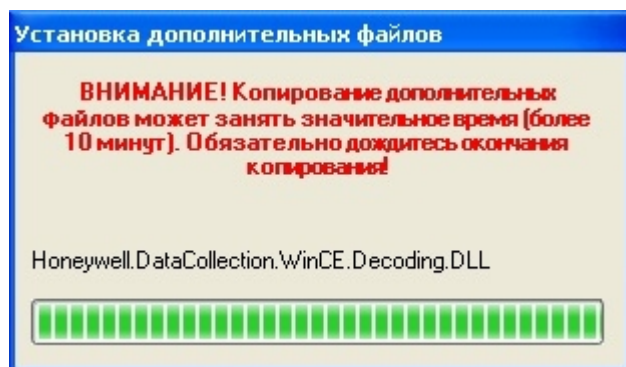 Установка дополнительных файлов
ВНИМАНИЕ! Копирование дополнительных
файлов может занять значительное время (более
10 минут). Обязательно дождитесь окончания
копирования!
Honeywell.DataCollection.WinCE.Decoding.DLL